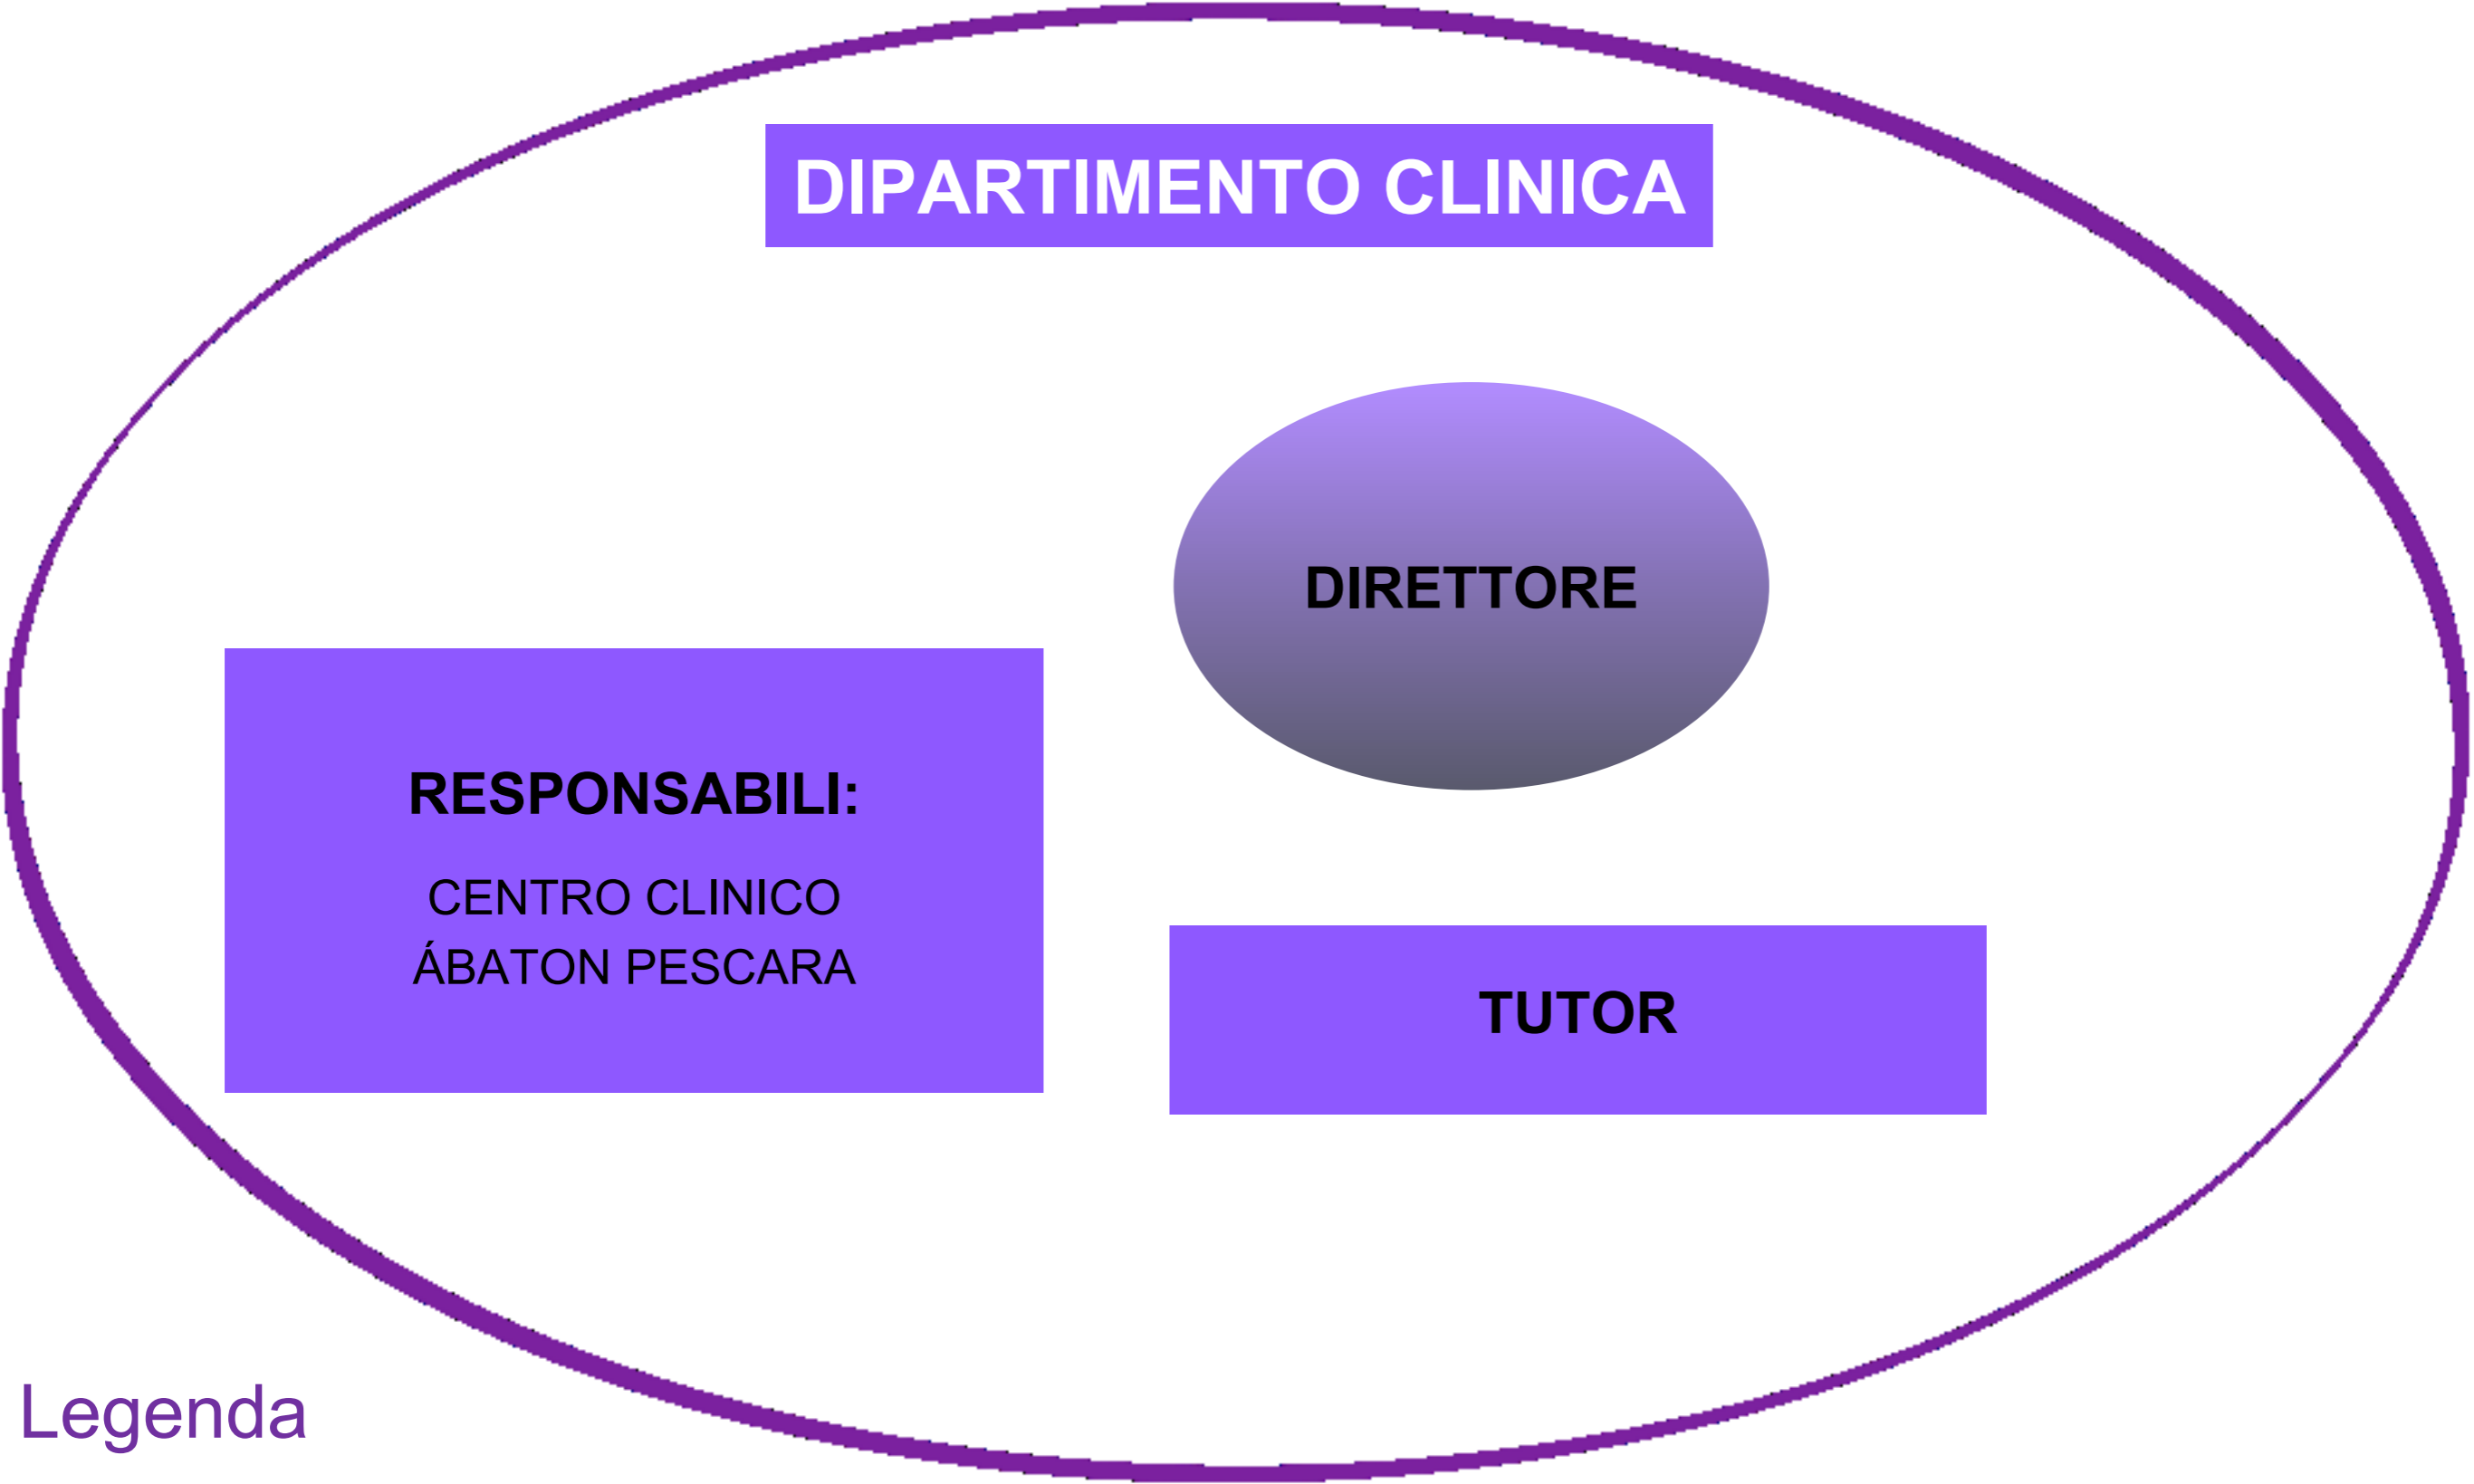 DIPARTIMENTO CLINICA
DIRETTORE
RESPONSABILI:
CENTRO CLINICO
ÁBATON PESCARA
TUTOR
Legenda